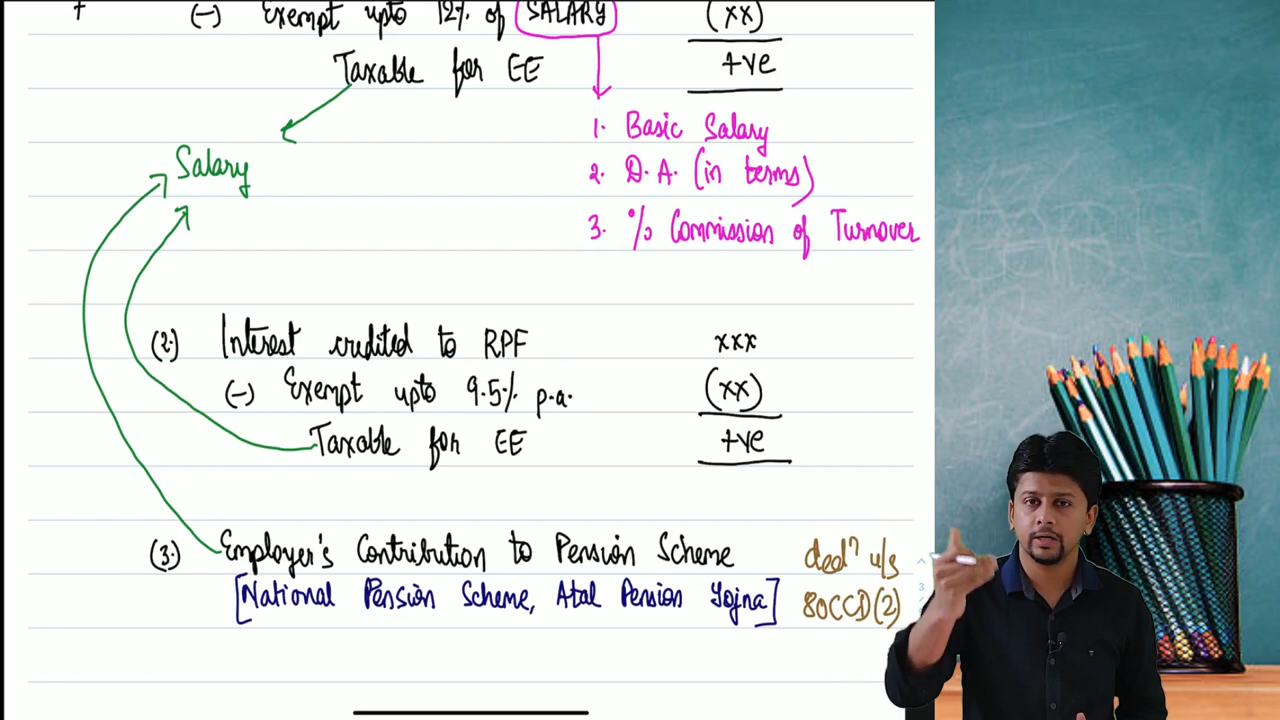 (-) Exempt upto 12% of SALARY (xx)
Taxable for EE +ve
1. Basic Salary
Salary
2. D.A. (in terms)
3. % Commission of Turnover
(2.) Interest credited to RPF xxx
(-) Exempt upto 9.5% p.a. (xx)
Taxable for EE +ve
(3.) Employer's Contribution to Pension Scheme dedⁿ u/s
[National Pension Scheme, Atal Pension Yojna] 80CCD(2)